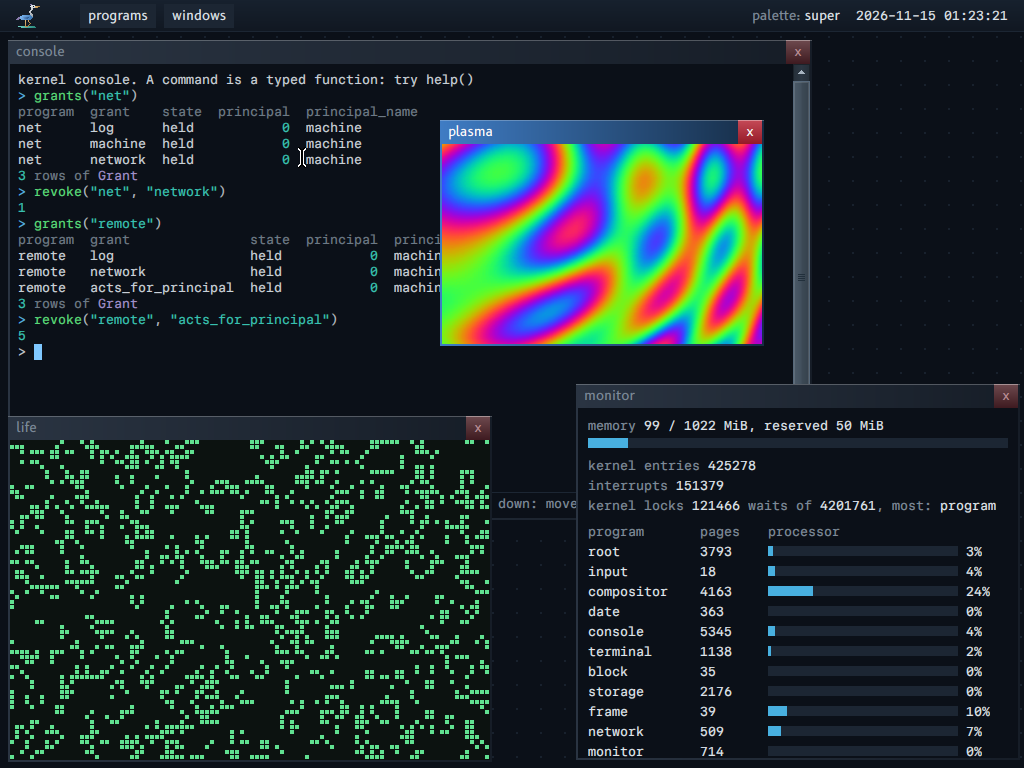 programs windows palette: super 2026-11-15 01:23:21
console x
kernel console. A command is a typed function: try help()
> grants("net")
program grant state principal principal_name
net log held 0 machine
net machine held 0 machine
net network held 0 machine
3 rows of Grant
> revoke("net", "network")
1
> grants("remote")
program grant state principal princi
remote log held 0 machin
remote network held 0 machin
remote acts_for_principal held 0 machin
3 rows of Grant
> revoke("remote", "acts_for_principal")
5
>
plasma x
life x
down: move
monitor x
memory 99 / 1022 MiB, reserved 50 MiB
kernel entries 425278
interrupts 151379
kernel locks 121466 waits of 4201761, most: program
program pages processor
root 3793 3%
input 18 4%
compositor 4163 24%
date 363 0%
console 5345 4%
terminal 1138 2%
block 35 0%
storage 2176 0%
frame 39 10%
network 509 7%
monitor 714 0%